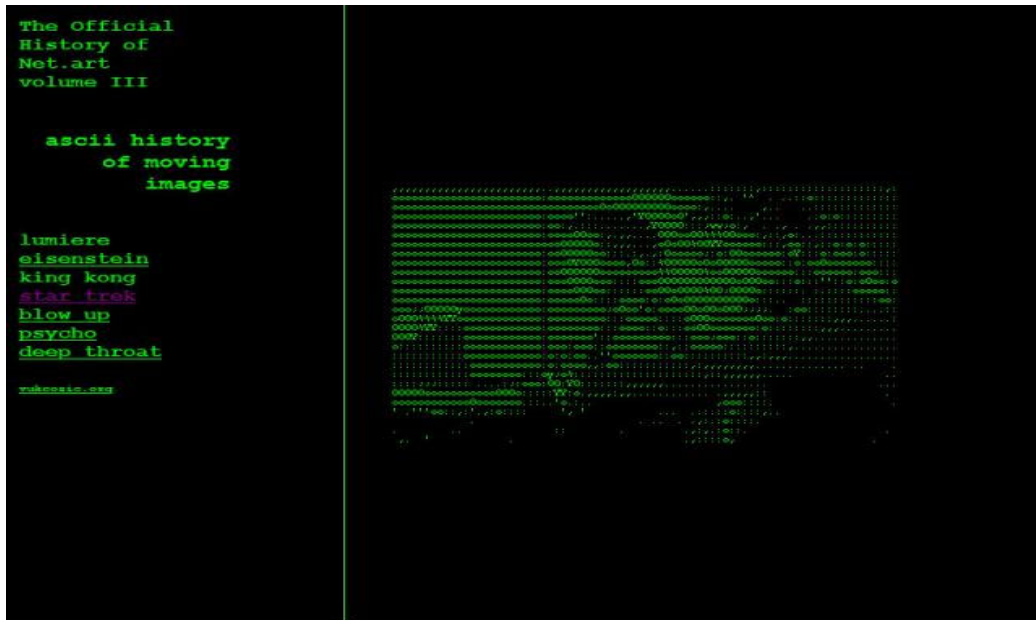 The Official
History of
Net.art
volume III
ascii history
of moving
images
lumiere
eisenstein
king kong
star trek
blow up
psycho
deep throat
vukcosic.org